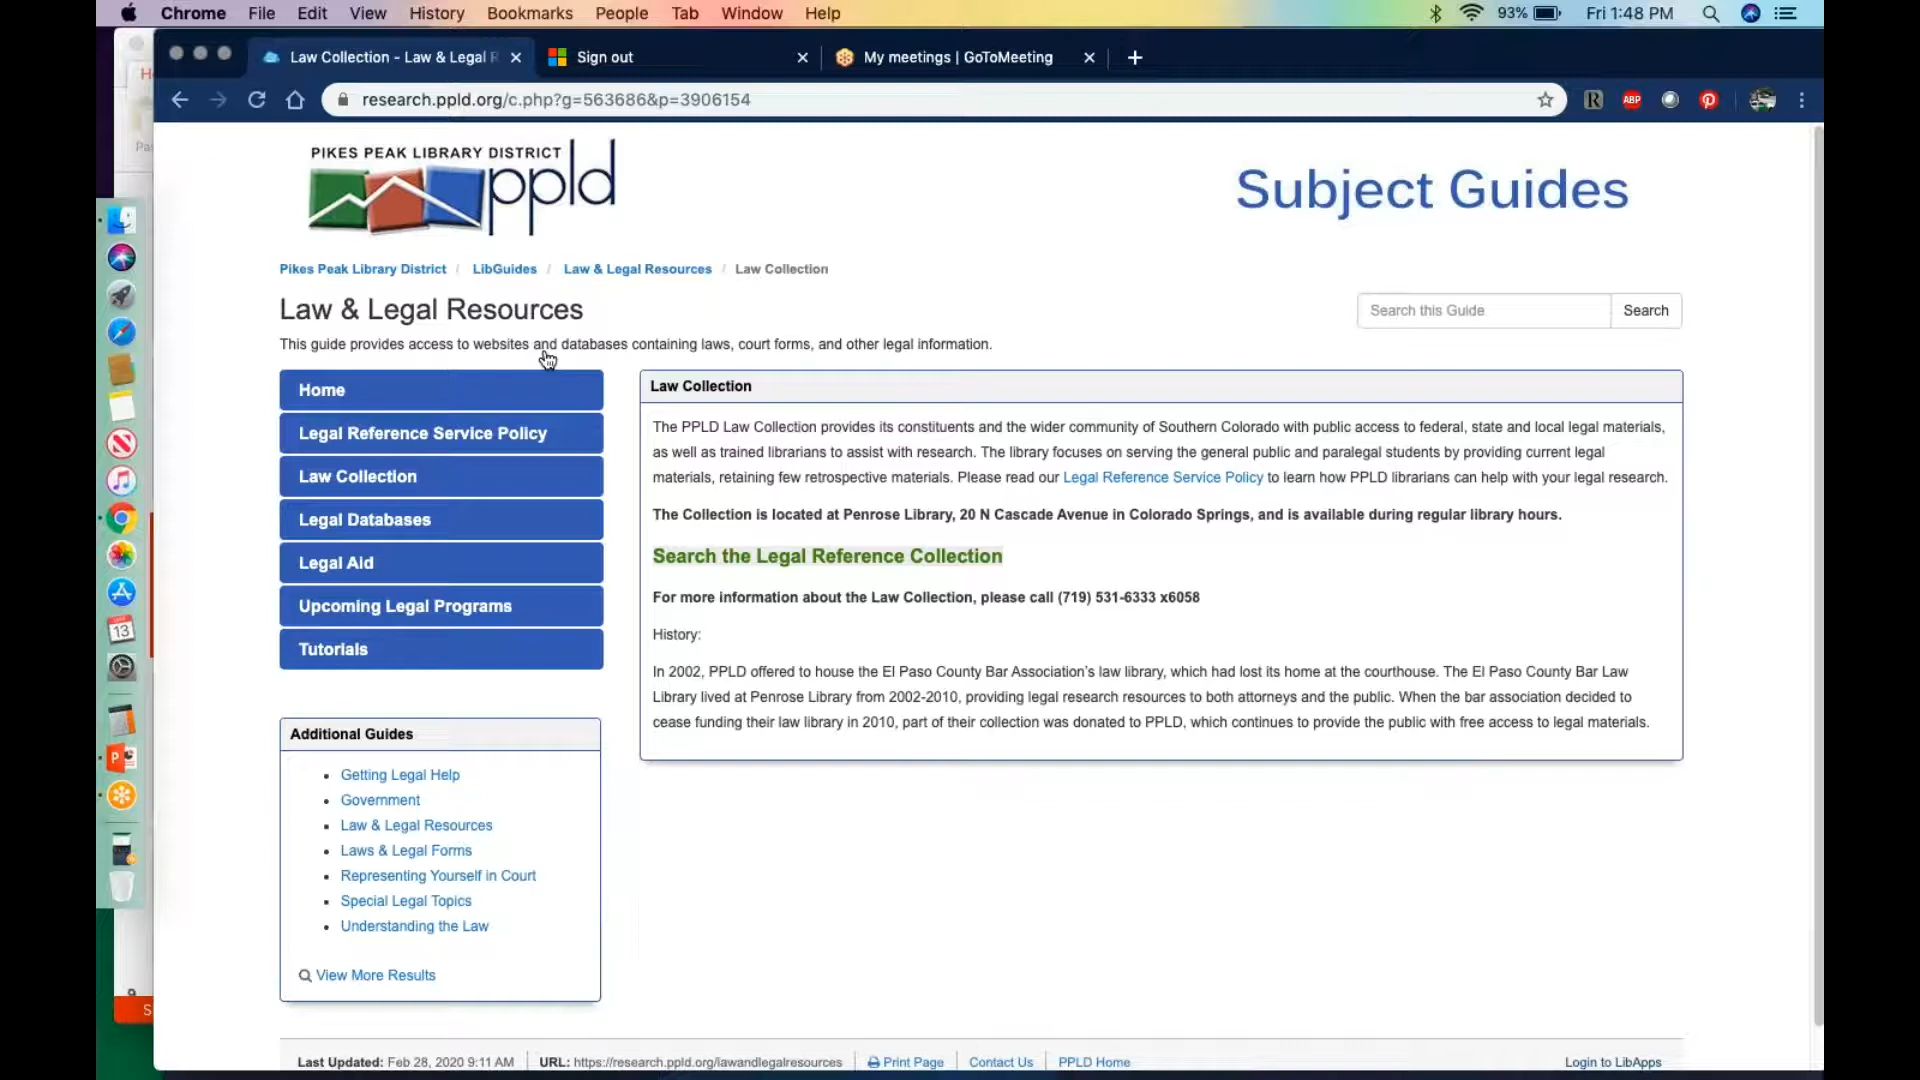 Chrome File Edit View History Bookmarks People Tab Window Help 93% Fri 1:48 PM
Law Collection - Law & Legal R Sign out My meetings | GoToMeeting
research.ppld.org/c.php?g=563686&p=3906154
ABP
PIKES PEAK LIBRARY DISTRICT
ppld
Subject Guides
Pikes Peak Library District / LibGuides / Law & Legal Resources / Law Collection
Law & Legal Resources
Search this Guide Search
This guide provides access to websites and databases containing laws, court forms, and other legal information.
Home
Legal Reference Service Policy
Law Collection
Legal Databases
Legal Aid
Upcoming Legal Programs
Tutorials
Law Collection
The PPLD Law Collection provides its constituents and the wider community of Southern Colorado with public access to federal, state and local legal materials,
as well as trained librarians to assist with research. The library focuses on serving the general public and paralegal students by providing current legal
materials, retaining few retrospective materials. Please read our Legal Reference Service Policy to learn how PPLD librarians can help with your legal research.
The Collection is located at Penrose Library, 20 N Cascade Avenue in Colorado Springs, and is available during regular library hours.
Search the Legal Reference Collection
For more information about the Law Collection, please call (719) 531-6333 x6058
History:
In 2002, PPLD offered to house the El Paso County Bar Association's law library, which had lost its home at the courthouse. The El Paso County Bar Law
Library lived at Penrose Library from 2002-2010, providing legal research resources to both attorneys and the public. When the bar association decided to
cease funding their law library in 2010, part of their collection was donated to PPLD, which continues to provide the public with free access to legal materials.
Additional Guides
Getting Legal Help
Government
Law & Legal Resources
Laws & Legal Forms
Representing Yourself in Court
Special Legal Topics
Understanding the Law
View More Results
Last Updated: Feb 28, 2020 9:11 AM URL: https://research.ppld.org/lawandlegalresources Print Page Contact Us PPLD Home Login to LibApps